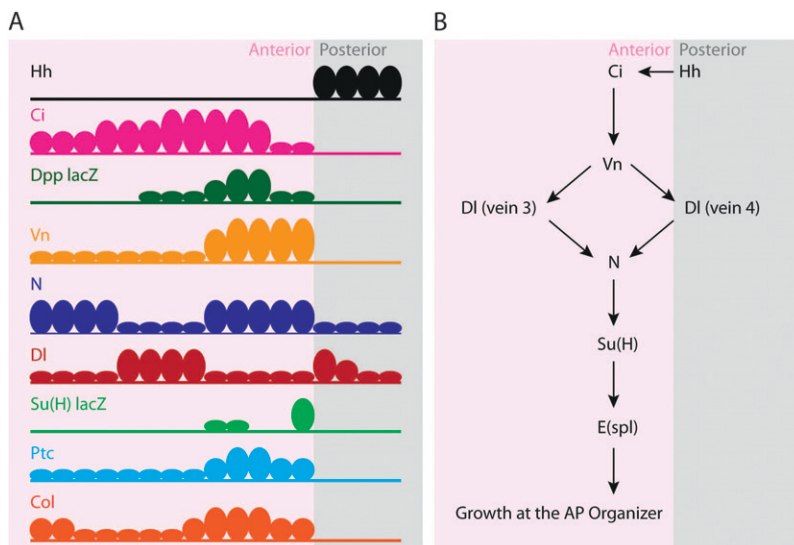 A
Anterior Posterior
Hh
Ci
Dpp lacZ
Vn
N
Dl
Su(H) lacZ
Ptc
Col
B
Anterior Posterior
Ci Hh
Vn
Dl (vein 3) Dl (vein 4)
N
Su(H)
E(spl)
Growth at the AP Organizer